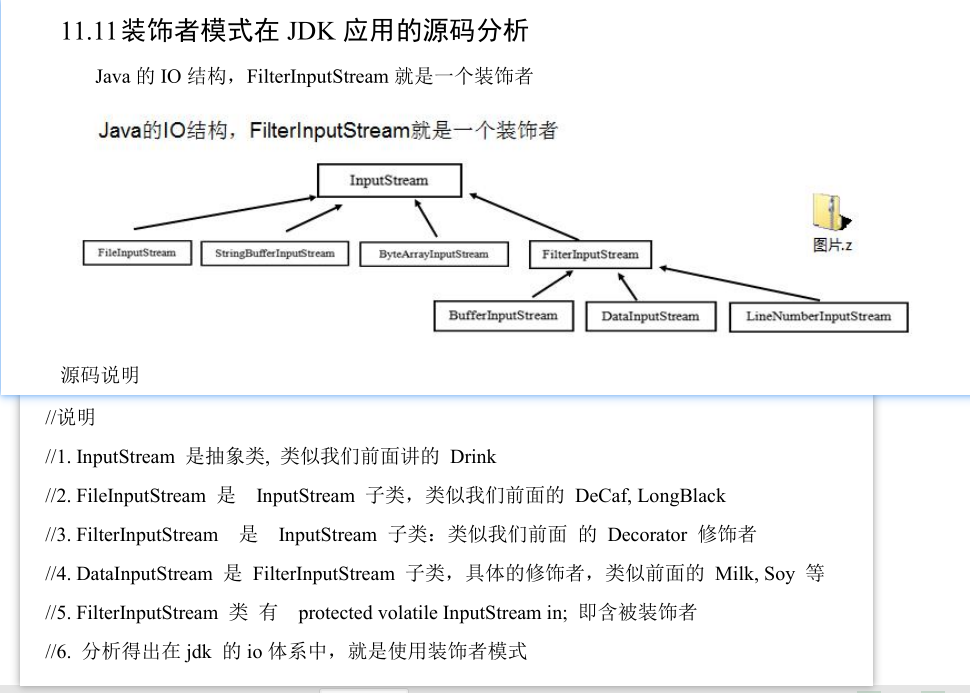 11.11装饰者模式在 JDK 应用的源码分析
Java 的 IO 结构，FilterInputStream 就是一个装饰者
Java的IO结构，FilterInputStream就是一个装饰者
InputStream
FileInputStream
StringBufferInputStream
ByteArrayInputStream
FilterInputStream
图片.z
BufferInputStream
DataInputStream
LineNumberInputStream
源码说明
//说明
//1. InputStream 是抽象类, 类似我们前面讲的 Drink
//2. FileInputStream 是 InputStream 子类，类似我们前面的 DeCaf, LongBlack
//3. FilterInputStream 是 InputStream 子类：类似我们前面 的 Decorator 修饰者
//4. DataInputStream 是 FilterInputStream 子类，具体的修饰者，类似前面的 Milk, Soy 等
//5. FilterInputStream 类 有 protected volatile InputStream in; 即含被装饰者
//6. 分析得出在 jdk 的 io 体系中，就是使用装饰者模式